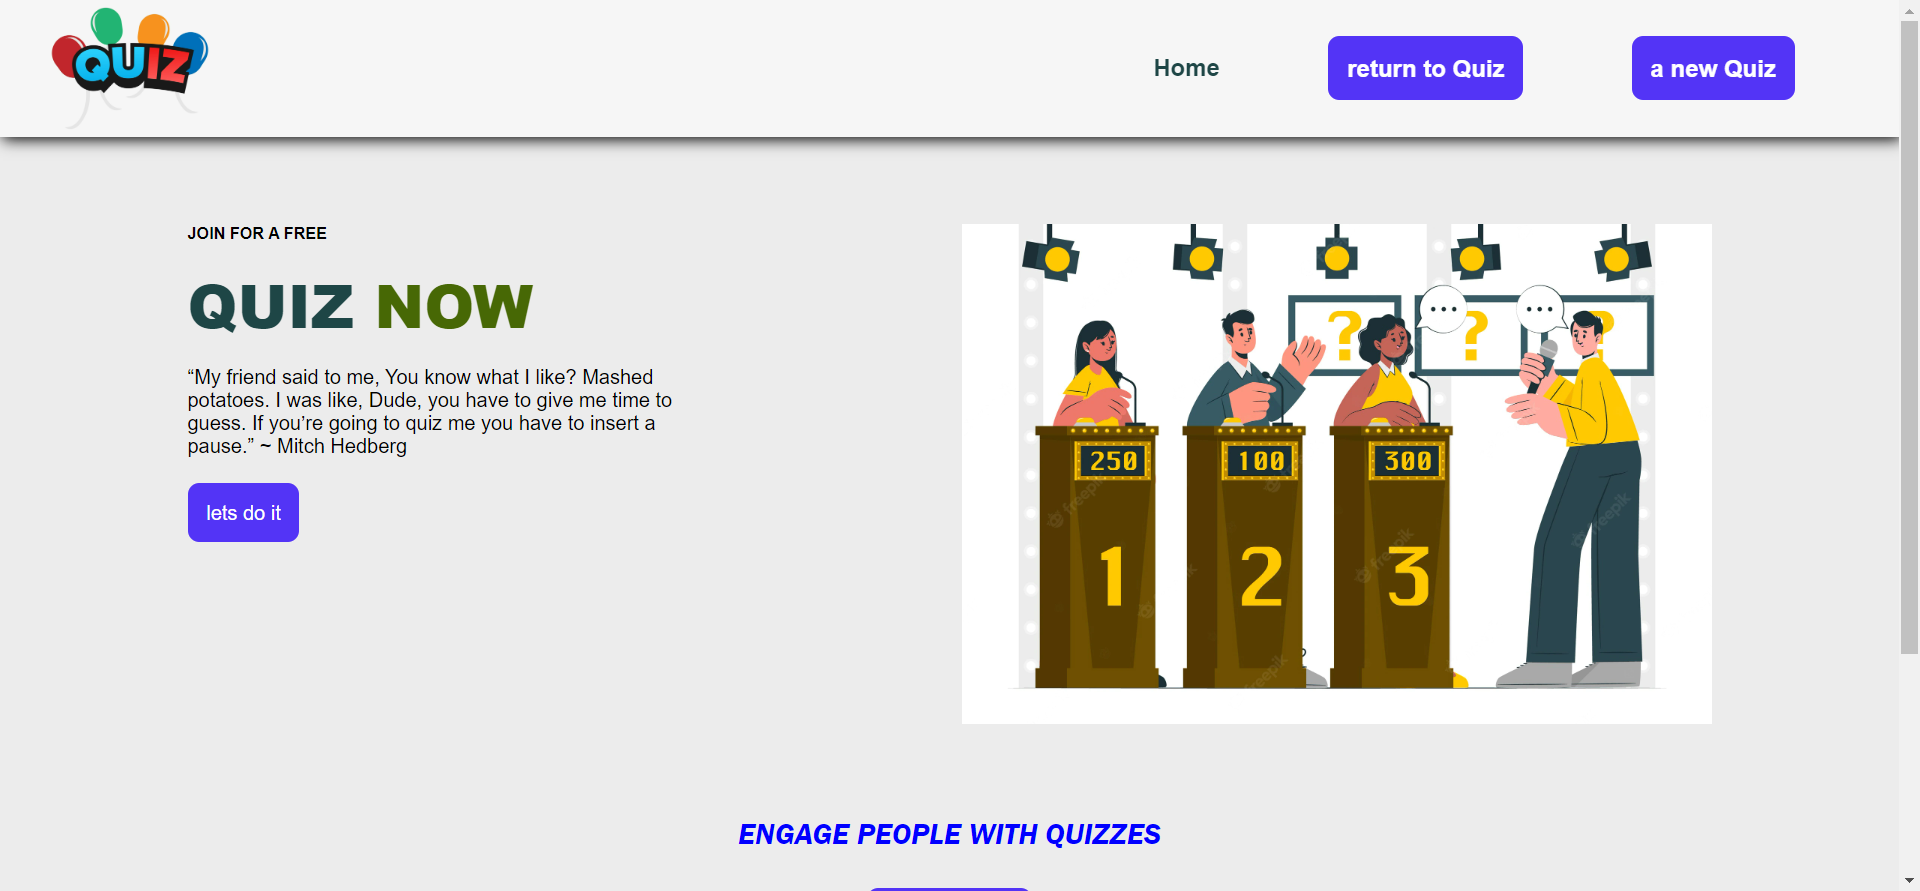 QUIZ
Home
return to Quiz
a new Quiz
JOIN FOR A FREE
QUIZ NOW
“My friend said to me, You know what I like? Mashed
potatoes. I was like, Dude, you have to give me time to
guess. If you’re going to quiz me you have to insert a
pause.” ~ Mitch Hedberg
lets do it
? ? ?
250 100 300
1 2 3
freepik
freepik
freepik
freepik
ENGAGE PEOPLE WITH QUIZZES